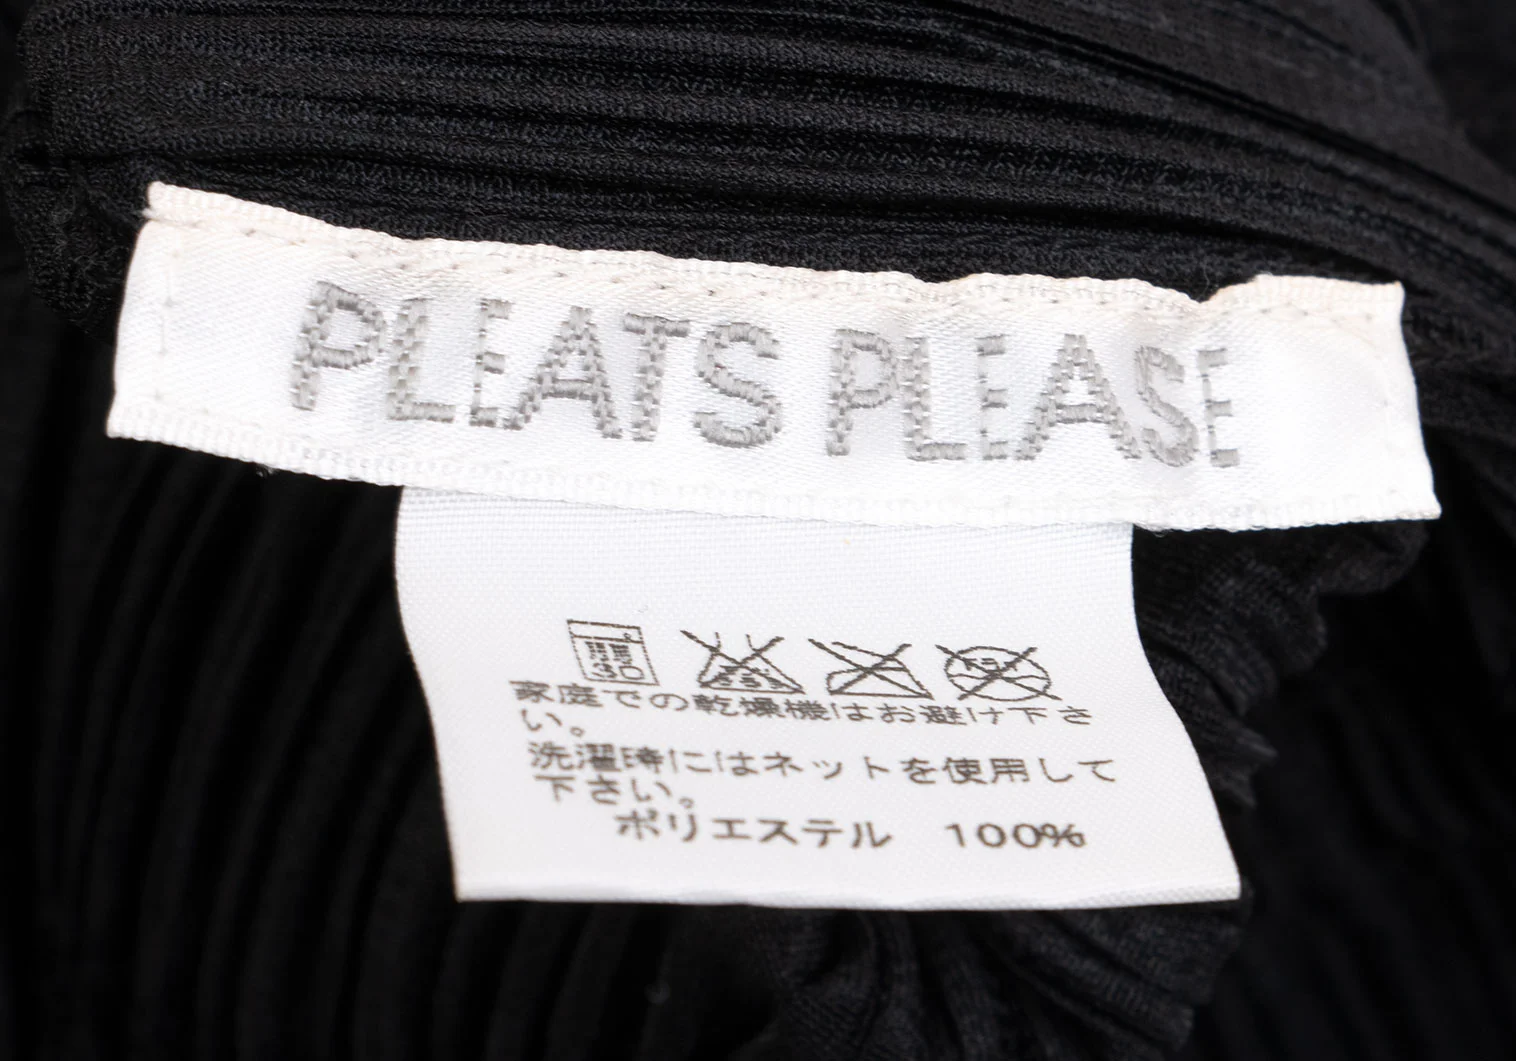 PLEATS PLEASE
家庭での乾燥機はお避け下さ
い。
洗濯時にはネットを使用して
下さい。
ポリエステル 100%